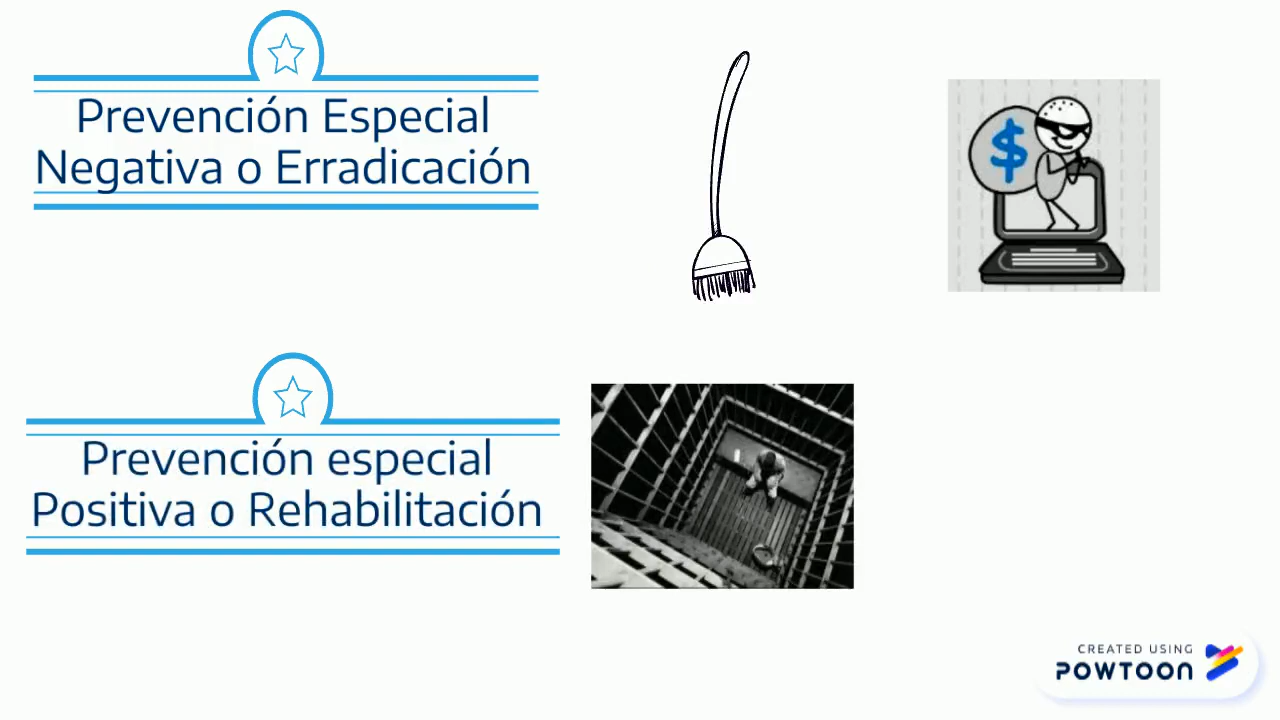 Prevención Especial
Negativa o Erradicación
$
Prevención especial
Positiva o Rehabilitación
CREATED USING
POWTOON